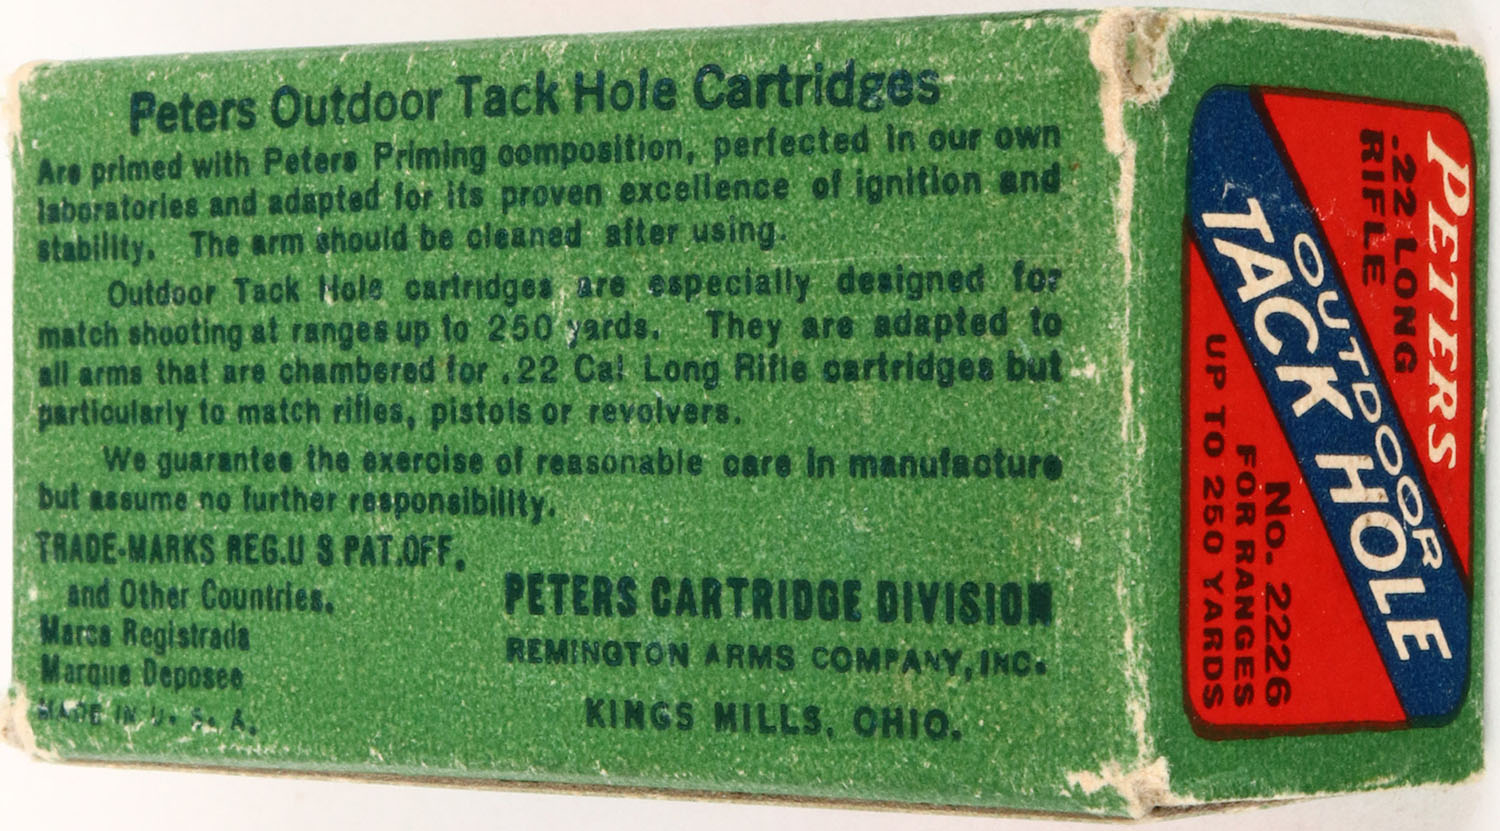 Peters Outdoor Tack Hole Cartridges
Are primed with Peters Priming composition, perfected in our own
laboratories and adapted for its proven excellence of ignition and
stability. The arm should be cleaned after using.
Outdoor Tack Hole cartridges are especially designed for
match shooting at ranges up to 250 yards. They are adapted to
all arms that are chambered for .22 Cal Long Rifle cartridges but
particularly to match rifles, pistols or revolvers.
We guarantee the exercise of reasonable care in manufacture
but assume no further responsibility.
TRADE-MARKS REG.U S PAT.OFF.
and Other Countries.
Marca Registrada
Marque Deposee
MADE IN U. S. A.
PETERS CARTRIDGE DIVISION
REMINGTON ARMS COMPANY, INC.
KINGS MILLS, OHIO.
PETERS
.22 LONG
RIFLE
OUTDOOR
TACK HOLE
No. 2226
FOR RANGES
UP TO 250 YARDS